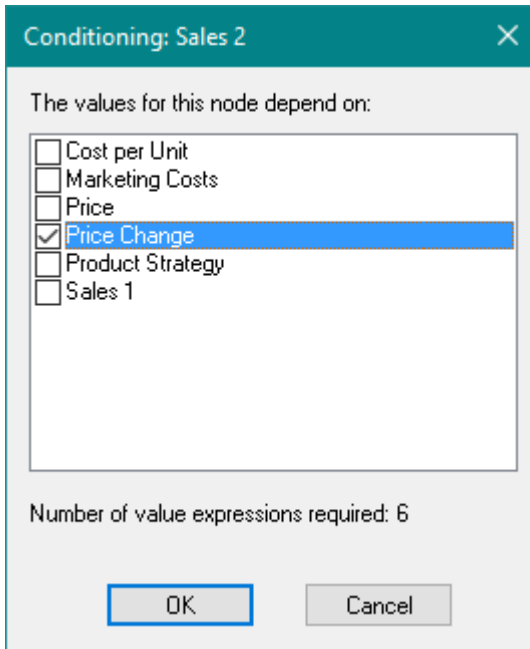 Conditioning: Sales 2
The values for this node depend on:
Cost per Unit
Marketing Costs
Price
Price Change
Product Strategy
Sales 1
Number of value expressions required: 6
OK
Cancel